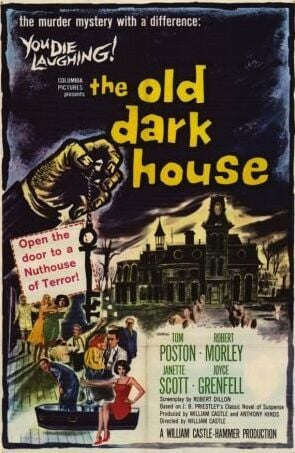 the murder mystery with a difference:
YOU DIE
LAUGHING!
COLUMBIA
PICTURES
presents
the old
dark
house
Open the
door to a
Nuthouse
of Terror!
starring
TOM ROBERT
POSTON · MORLEY
JANETTE JOYCE
SCOTT · GRENFELL
Screenplay by ROBERT DILLON
Based on J. B. PRIESTLEY'S Classic Novel of Suspense
Produced by WILLIAM CASTLE and ANTHONY HINDS
Directed by WILLIAM CASTLE
A WILLIAM CASTLE-HAMMER PRODUCTION